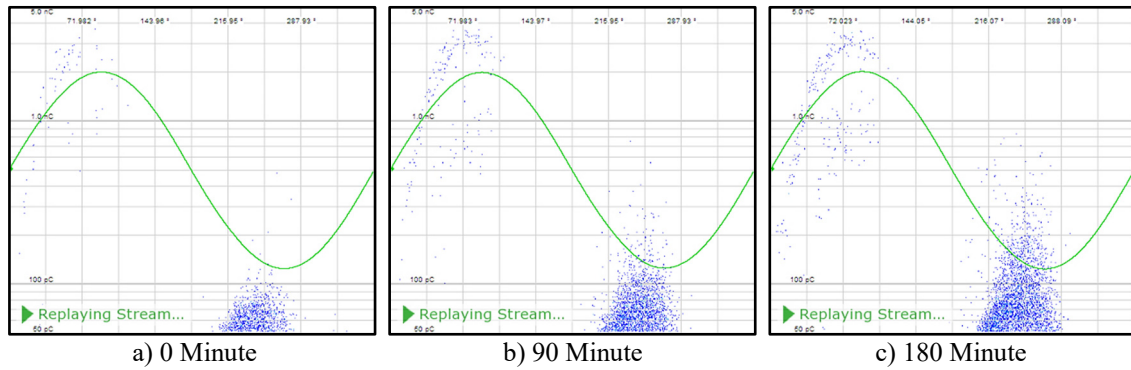 5.0 nC
71.982 ° 143.96 ° 215.95 ° 287.93 °
1.0 nC
100 pC
Replaying Stream...
50 pC
a) 0 Minute
5.0 nC
71.983 ° 143.97 ° 215.95 ° 287.93 °
1.0 nC
100 pC
Replaying Stream...
50 pC
b) 90 Minute
5.0 nC
72.023 ° 144.05 ° 216.07 ° 288.09 °
1.0 nC
100 pC
Replaying Stream...
50 pC
c) 180 Minute